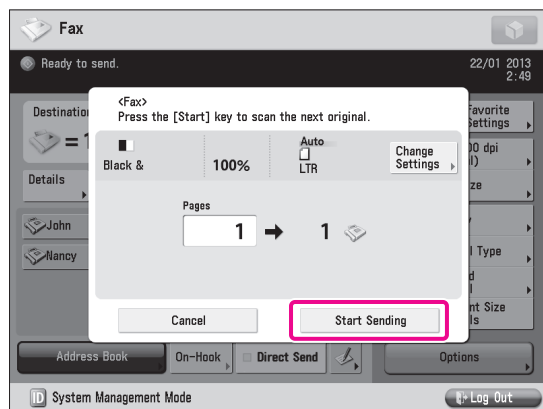 Fax
Ready to send.
22/01 2013
2:49
Destinatio
= 1
Details
John
Nancy
<Fax>
Press the [Start] key to scan the next original.
Black &
100%
Auto
LTR
Change
Settings
Pages
1 → 1
Cancel
Start Sending
Favorite
Settings
00 dpi
l)
ze
l Type
d
l
nt Size
ls
Address Book
On-Hook
Direct Send
Options
ID System Management Mode
Log Out